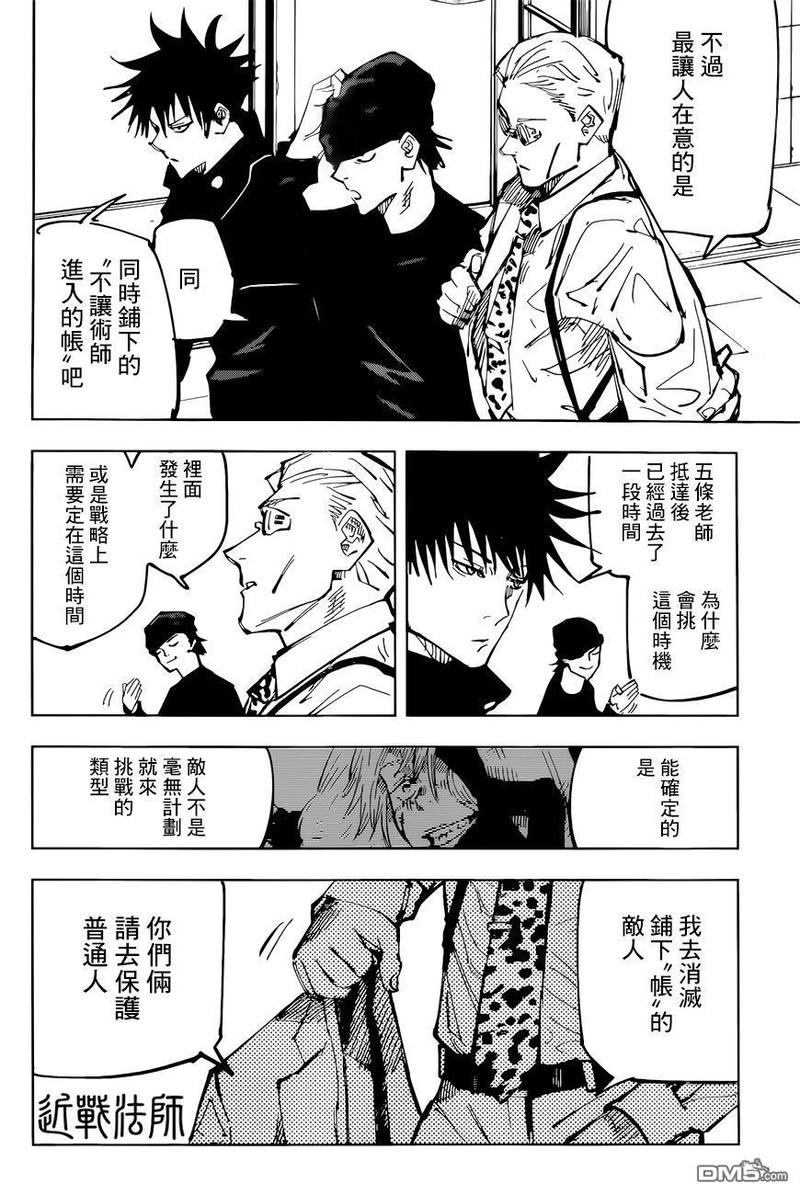 不過
最讓人在意的是
同
同時鋪下的
〝不讓術師
進入的帳〞吧
五條老師
抵達後
已經過去了
一段時間
為什麼
會挑
這個時機
裡面
發生了什麼
或是戰略上
需要定在這個時間
能確定的
是
敵人不是
毫無計劃
就來
挑戰的
類型
我去消滅
鋪下〝帳〞的
敵人
你們倆
請去保護
普通人
近戰法師
DM5.com